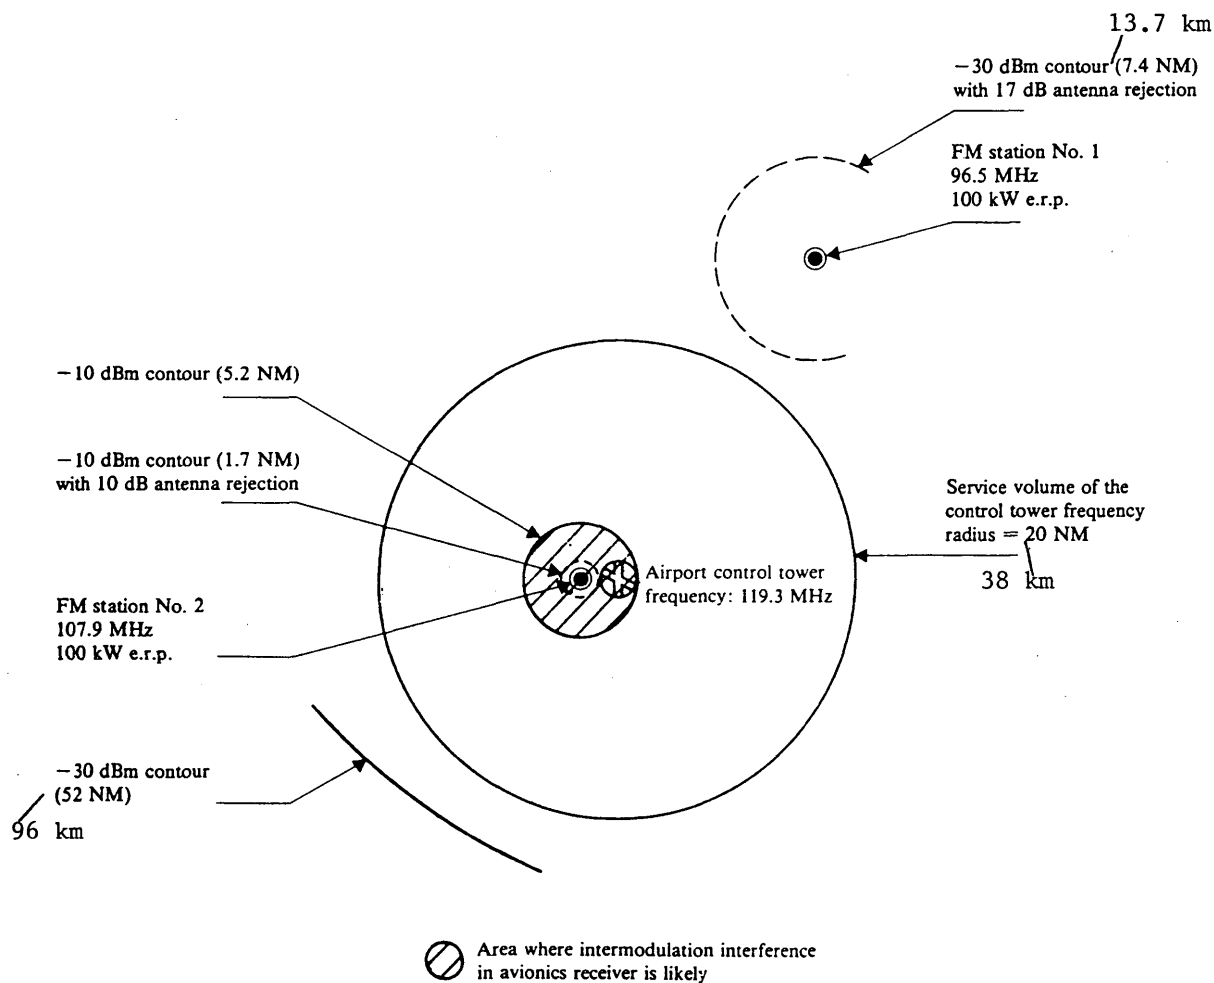 13.7 km
−30 dBm contour (7.4 NM)
with 17 dB antenna rejection
FM station No. 1
96.5 MHz
100 kW e.r.p.
−10 dBm contour (5.2 NM)
−10 dBm contour (1.7 NM)
with 10 dB antenna rejection
Service volume of the
control tower frequency
radius = 20 NM
38 km
Airport control tower
frequency: 119.3 MHz
FM station No. 2
107.9 MHz
100 kW e.r.p.
−30 dBm contour
(52 NM)
96 km
Area where intermodulation interference
in avionics receiver is likely